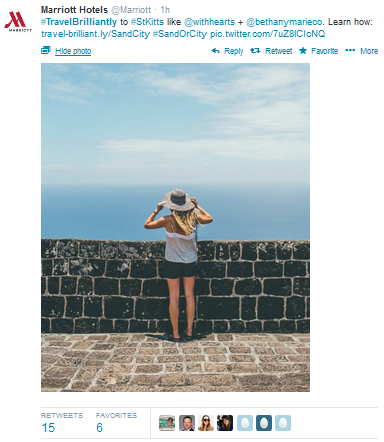 Marriott Hotels @Marriott · 1h
#TravelBrilliantly to #StKitts like @withhearts + @bethanymarieco. Learn how:
travel-brilliant.ly/SandCity #SandOrCity pic.twitter.com/7uZ8lCIcNQ
Hide photo Reply Retweet Favorite More
MARRIOTT
RETWEETS FAVORITES
15 6